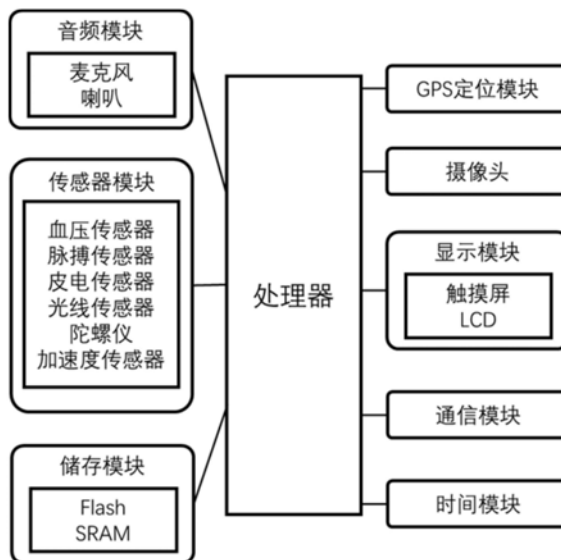 音频模块
麦克风
喇叭
传感器模块
血压传感器
脉搏传感器
皮电传感器
光线传感器
陀螺仪
加速度传感器
储存模块
Flash
SRAM
处理器
GPS定位模块
摄像头
显示模块
触摸屏
LCD
通信模块
时间模块